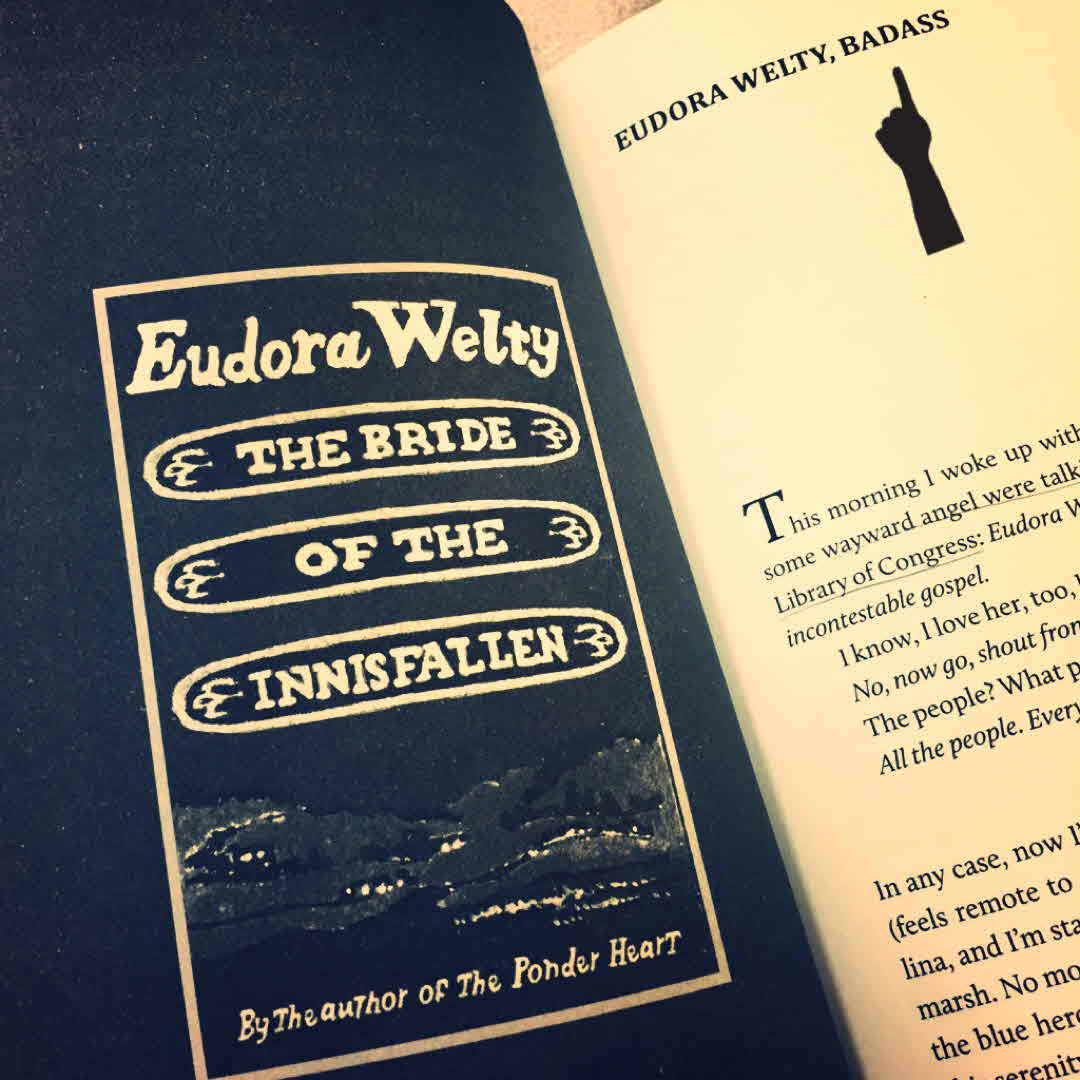 Eudora Welty
THE BRIDE
OF THE
INNISFALLEN
By The author of The Ponder Heart
EUDORA WELTY, BADASS
This morning I woke up with
some wayward angel were talk
Library of Congress: Eudora W
incontestable gospel.
I know, I love her, too,
No, now go, shout from
The people? What p
All the people. Every
In any case, now I'
(feels remote to
lina, and I'm sta
marsh. No mo
the blue hero
serenity